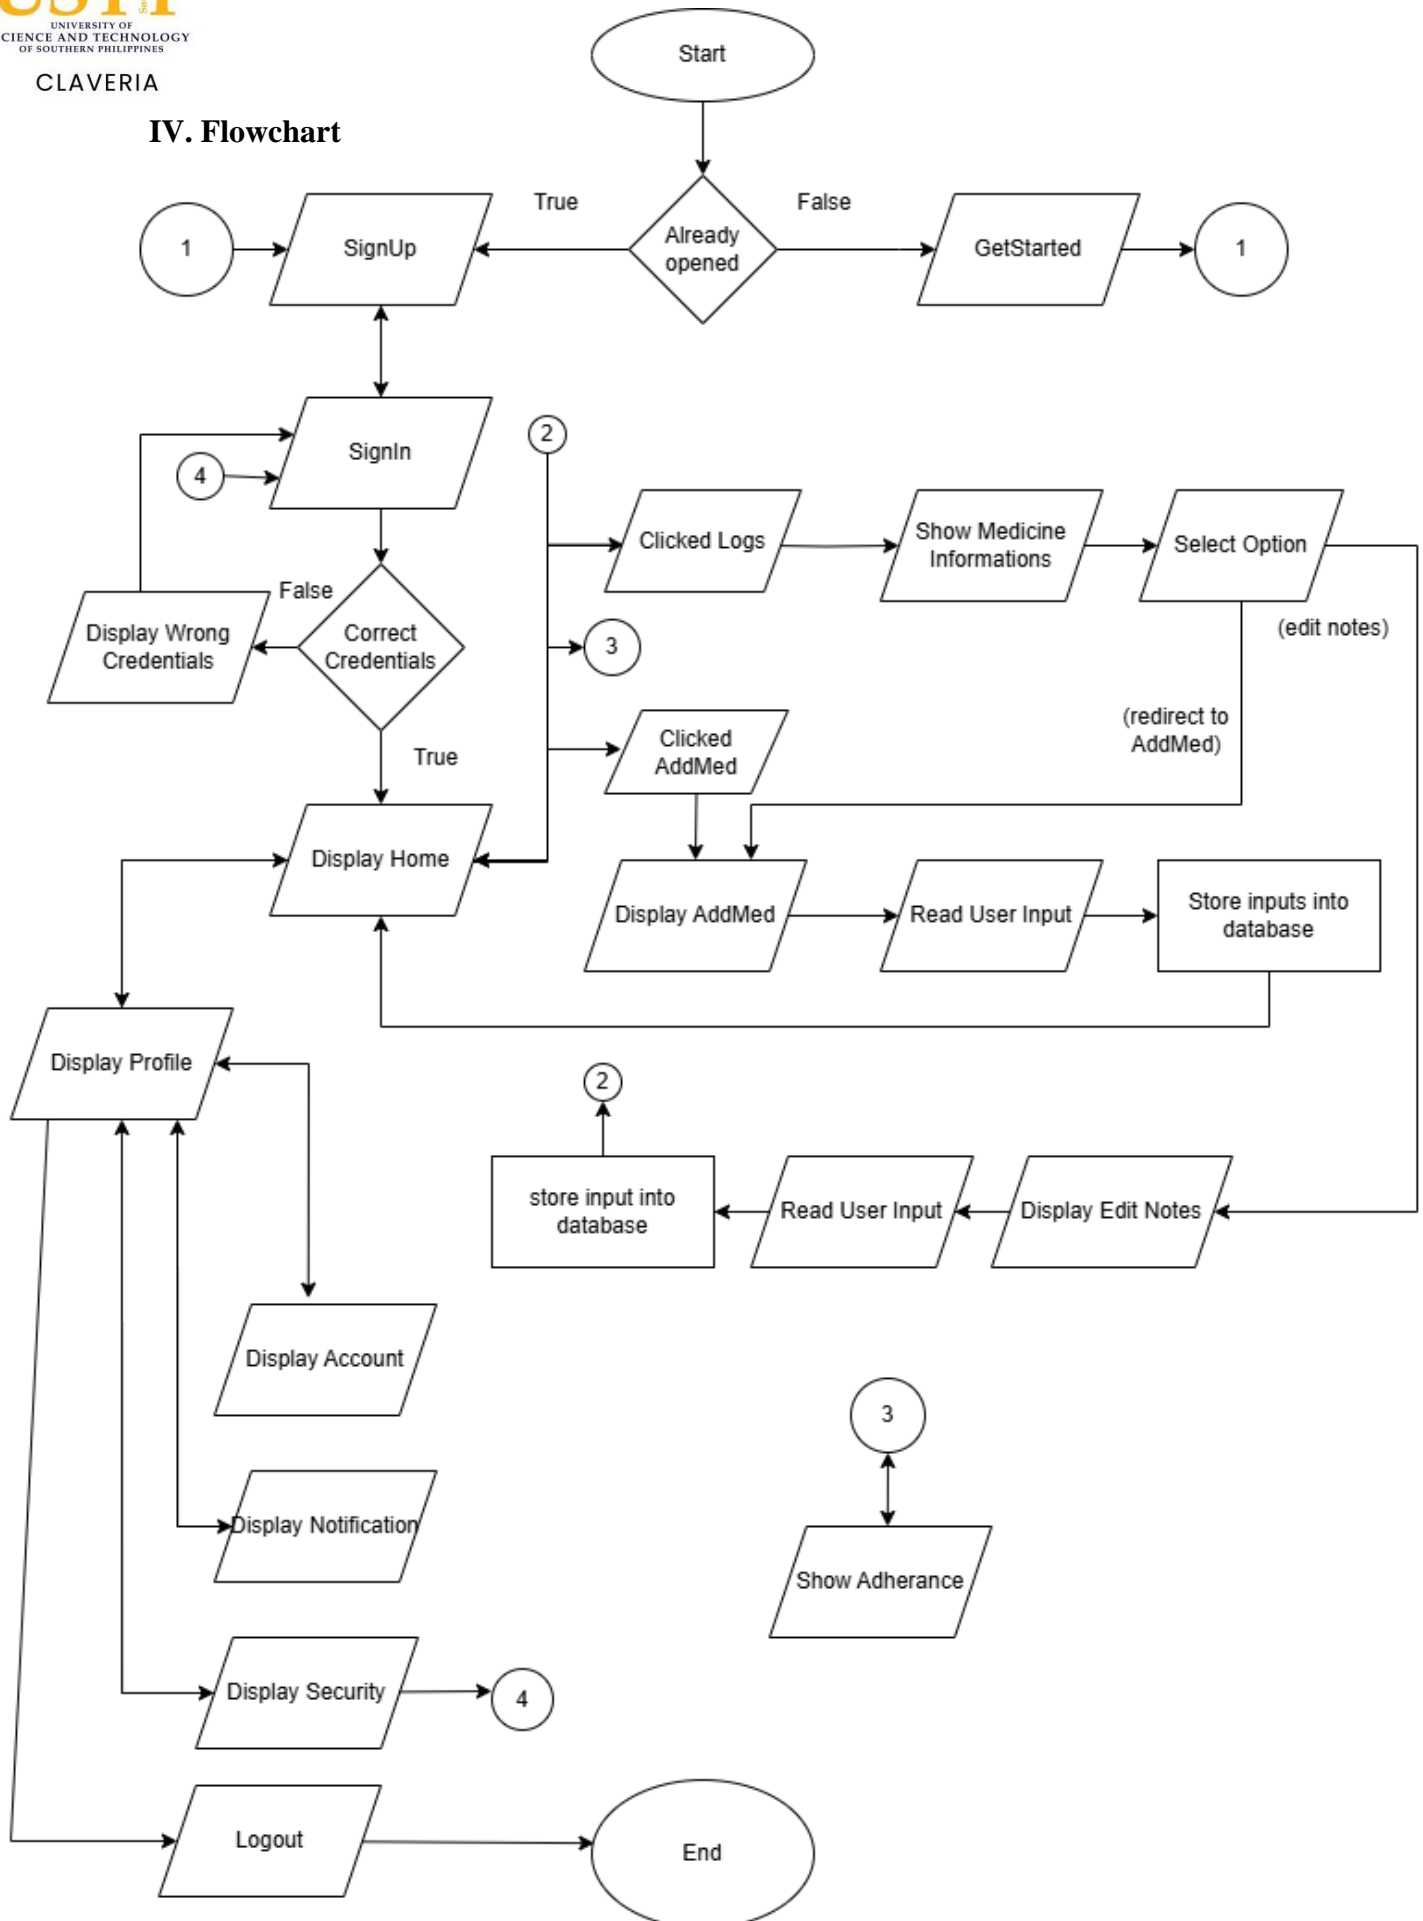 UNIVERSITY OF
CIENCE AND TECHNOLOGY
OF SOUTHERN PHILIPPINES
CLAVERIA
IV. Flowchart
Start
True
False
1
SignUp
Already
opened
GetStarted
1
SignIn
2
4
Clicked Logs
Show Medicine
Informations
Select Option
False
Display Wrong
Credentials
Correct
Credentials
3
(edit notes)
(redirect to
AddMed)
Clicked
AddMed
True
Display Home
Display AddMed
Read User Input
Store inputs into
database
Display Profile
2
store input into
database
Read User Input
Display Edit Notes
Display Account
3
Display Notification
Show Adherance
Display Security
4
Logout
End